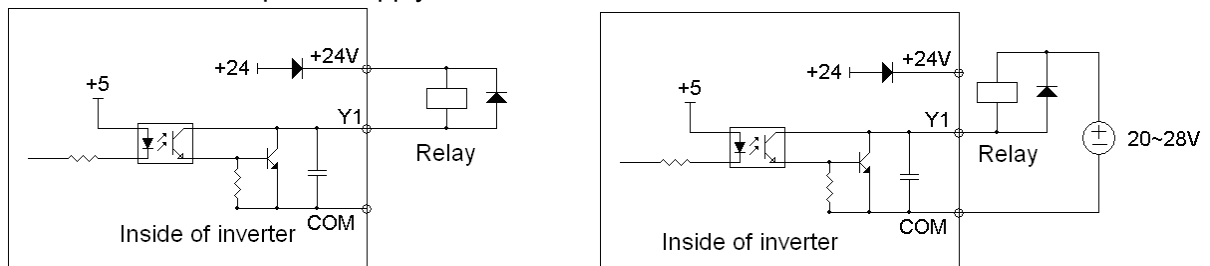 +24V
+24
+5
Y1
Relay
COM
Inside of inverter
+24V
+24
+5
Y1
Relay
20~28V
COM
Inside of inverter